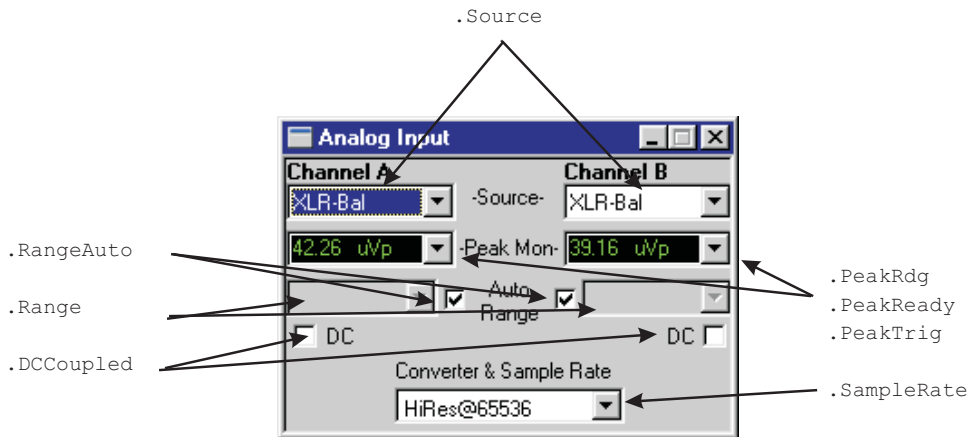 .Source
Analog Input
Channel A Channel B
XLR-Bal -Source- XLR-Bal
42.26 uVp -Peak Mon- 39.16 uVp
.RangeAuto
Auto
Range
.Range
.PeakRdg
.PeakReady
.PeakTrig
DC DC
.DCCoupled
Converter & Sample Rate
HiRes@65536
.SampleRate